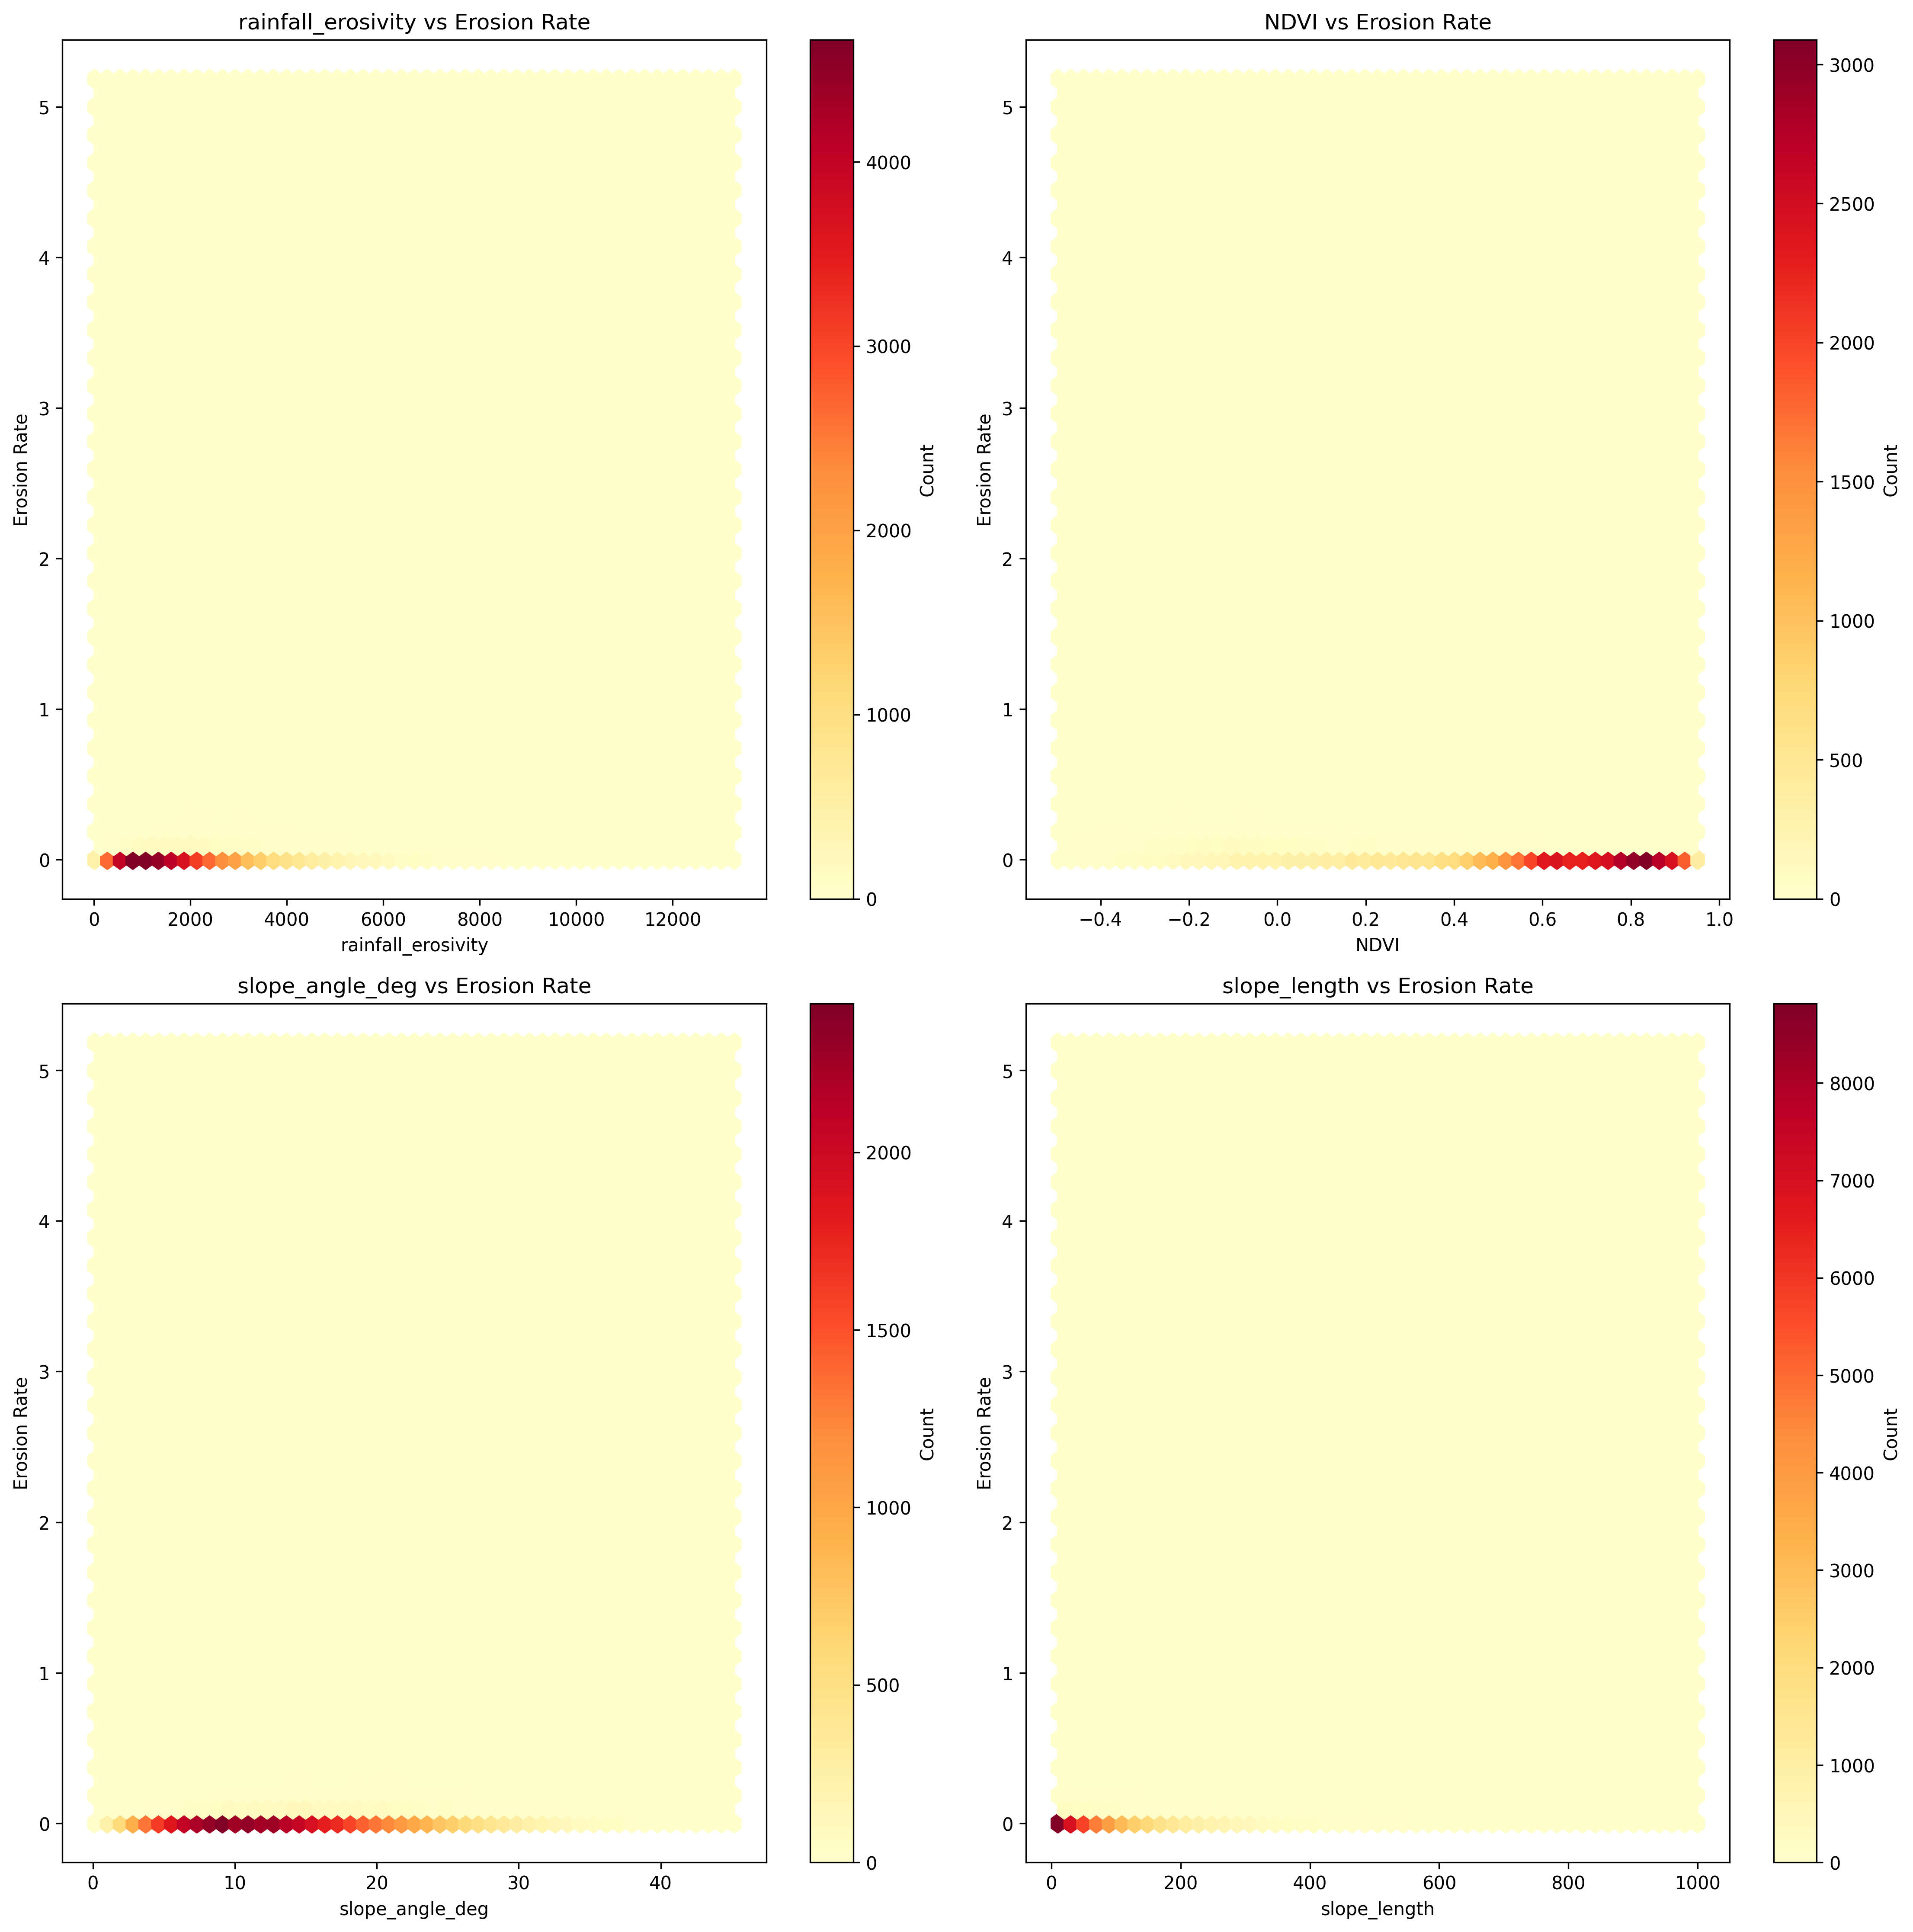 rainfall_erosivity vs Erosion Rate
5
4
3
2
1
0
Erosion Rate
0 2000 4000 6000 8000 10000 12000
rainfall_erosivity
4000
3000
2000
1000
0
Count
NDVI vs Erosion Rate
5
4
3
2
1
0
Erosion Rate
−0.4 −0.2 0.0 0.2 0.4 0.6 0.8 1.0
NDVI
3000
2500
2000
1500
1000
500
0
Count
slope_angle_deg vs Erosion Rate
5
4
3
2
1
0
Erosion Rate
0 10 20 30 40
slope_angle_deg
2000
1500
1000
500
0
Count
slope_length vs Erosion Rate
5
4
3
2
1
0
Erosion Rate
0 200 400 600 800 1000
slope_length
8000
7000
6000
5000
4000
3000
2000
1000
0
Count